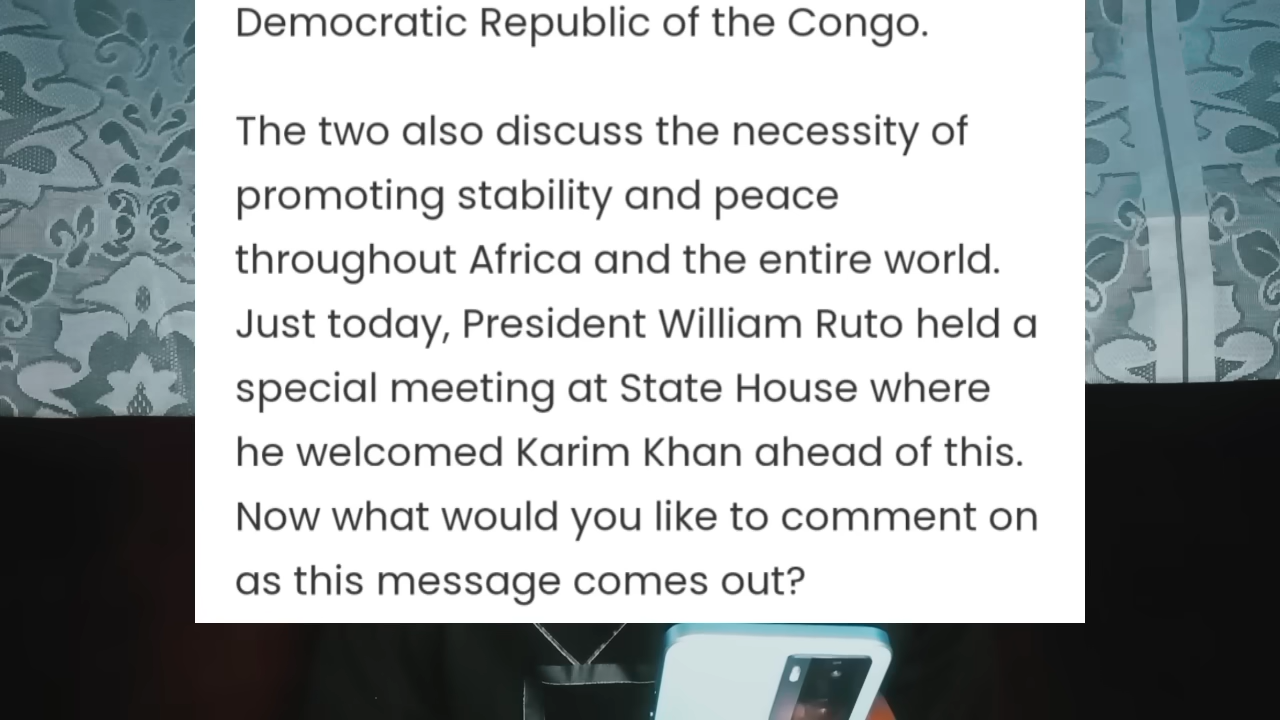 Democratic Republic of the Congo.
The two also discuss the necessity of
promoting stability and peace
throughout Africa and the entire world.
Just today, President William Ruto held a
special meeting at State House where
he welcomed Karim Khan ahead of this.
Now what would you like to comment on
as this message comes out?